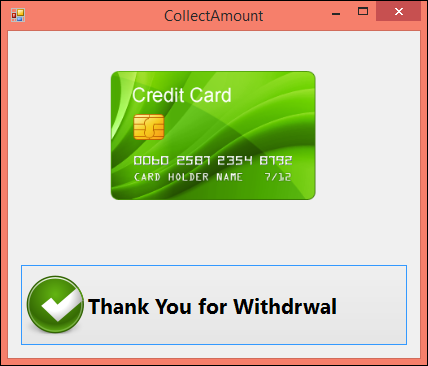 CollectAmount
Credit Card
0060 2587 2354 8792
CARD HOLDER NAME 7/12
Thank You for Withdrwal